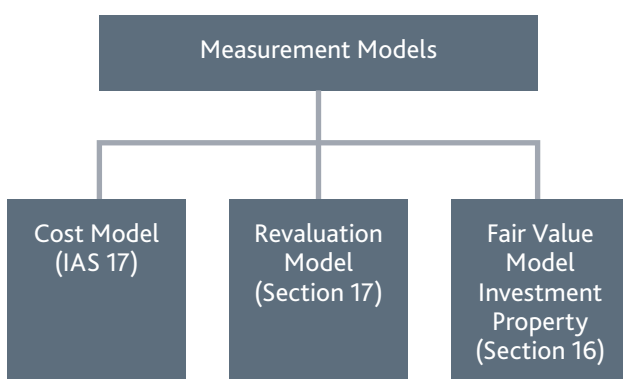 Measurement Models
Cost Model
(IAS 17)
Revaluation
Model
(Section 17)
Fair Value
Model
Investment
Property
(Section 16)